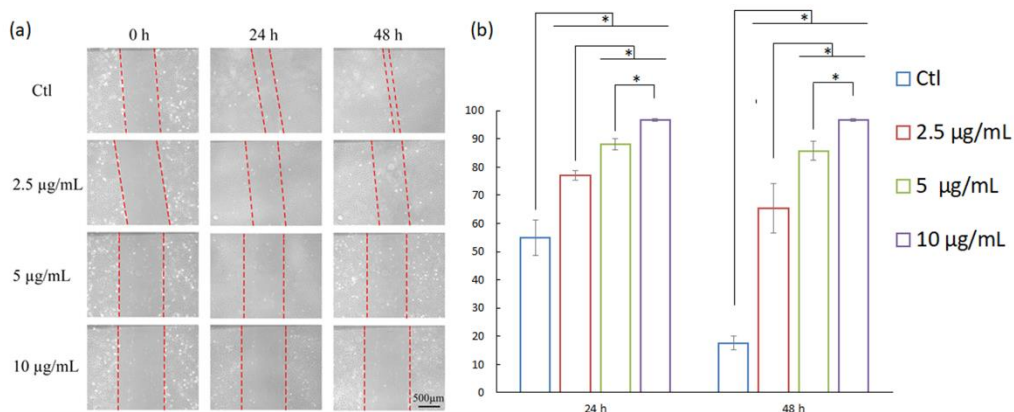 (a)
0 h 24 h 48 h
Ctl
2.5 µg/mL
5 µg/mL
10 µg/mL
500µm
(b)
* *
* *
* *
100
90
80
70
60
50
40
30
20
10
0
24 h 48 h
Ctl
2.5 µg/mL
5 µg/mL
10 µg/mL